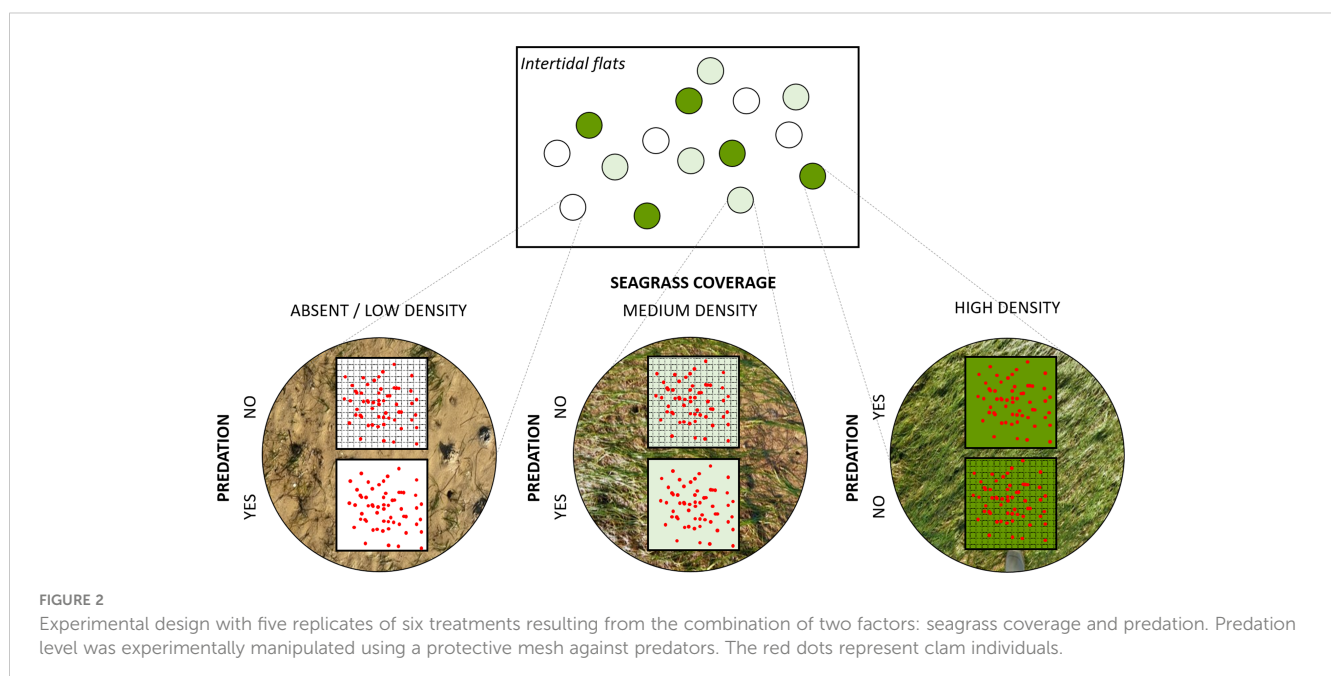 Intertidal flats
SEAGRASS COVERAGE
ABSENT / LOW DENSITY
MEDIUM DENSITY
HIGH DENSITY
PREDATION
NO
YES
PREDATION
NO
YES
PREDATION
YES
NO
FIGURE 2
Experimental design with five replicates of six treatments resulting from the combination of two factors: seagrass coverage and predation. Predation
level was experimentally manipulated using a protective mesh against predators. The red dots represent clam individuals.